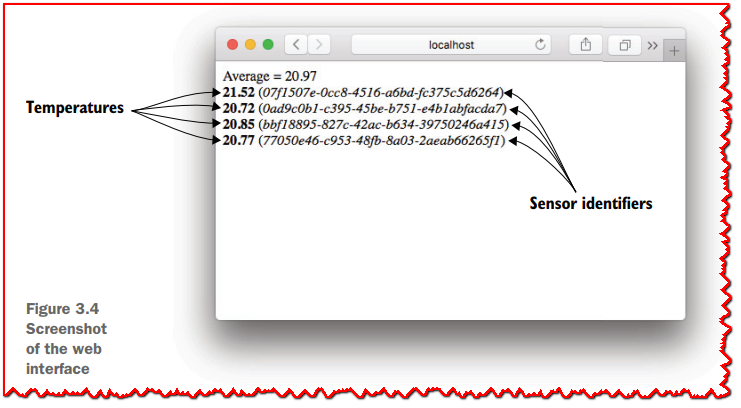 localhost
Average = 20.97
21.52 (07f1507e-0cc8-4516-a6bd-fc375c5d6264)
20.72 (0ad9c0b1-c395-45be-b751-e4b1abfacda7)
20.85 (bbf18895-827c-42ac-b634-39750246a415)
20.77 (77050e46-c953-48fb-8a03-2aeab66265f1)
Temperatures
Sensor identifiers
Figure 3.4
Screenshot
of the web
interface